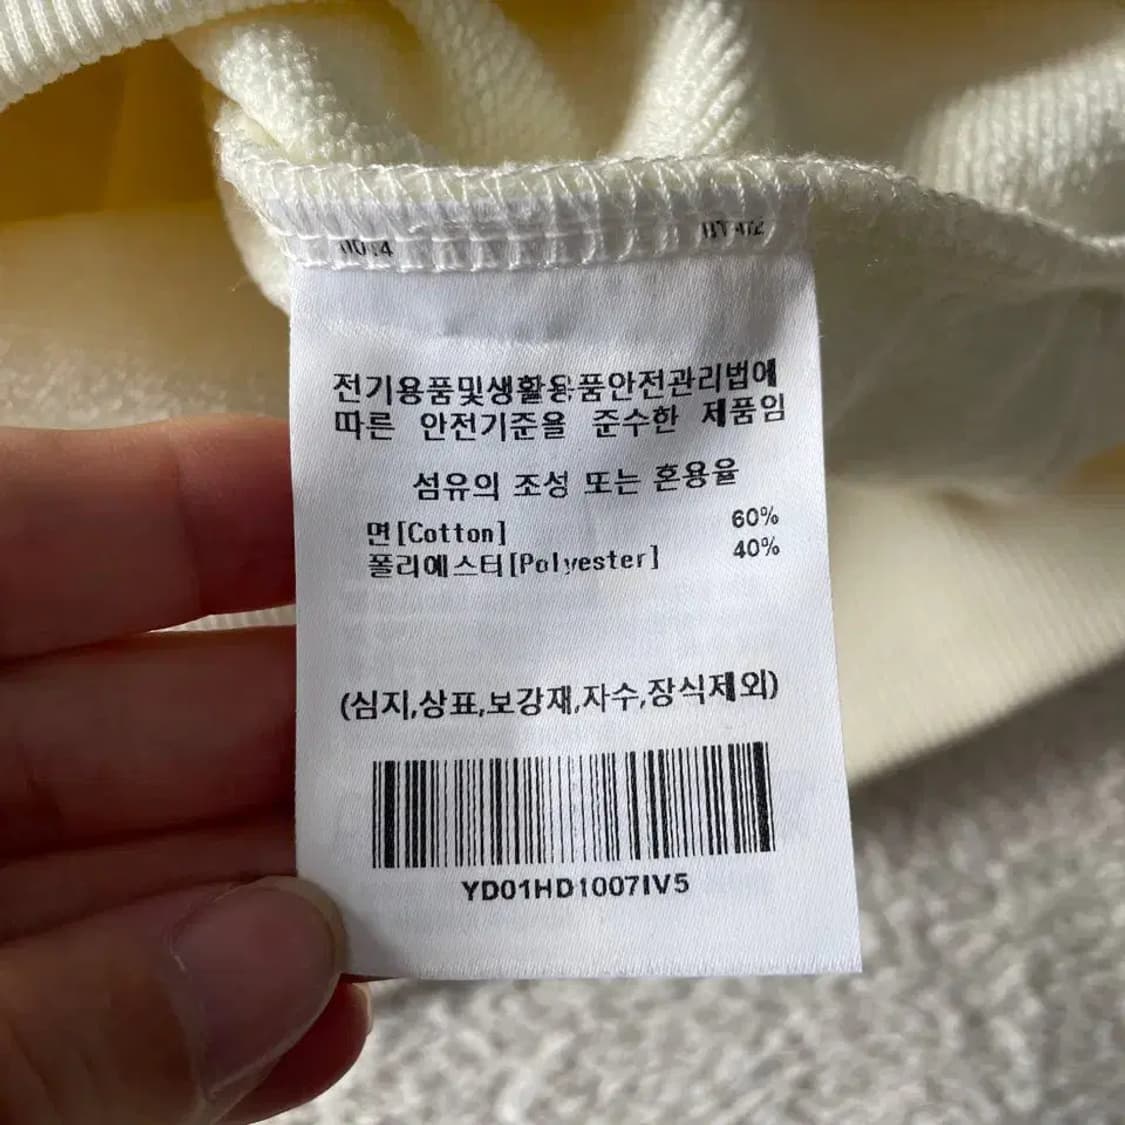 전기용품및생활용품안전관리법에
따른 안전기준을 준수한 제품임
섬유의 조성 또는 혼용율
면[Cotton] 60%
폴리에스터[Polyester] 40%
(심지,상표,보강재,자수,장식제외)
YD01HD1007IV5